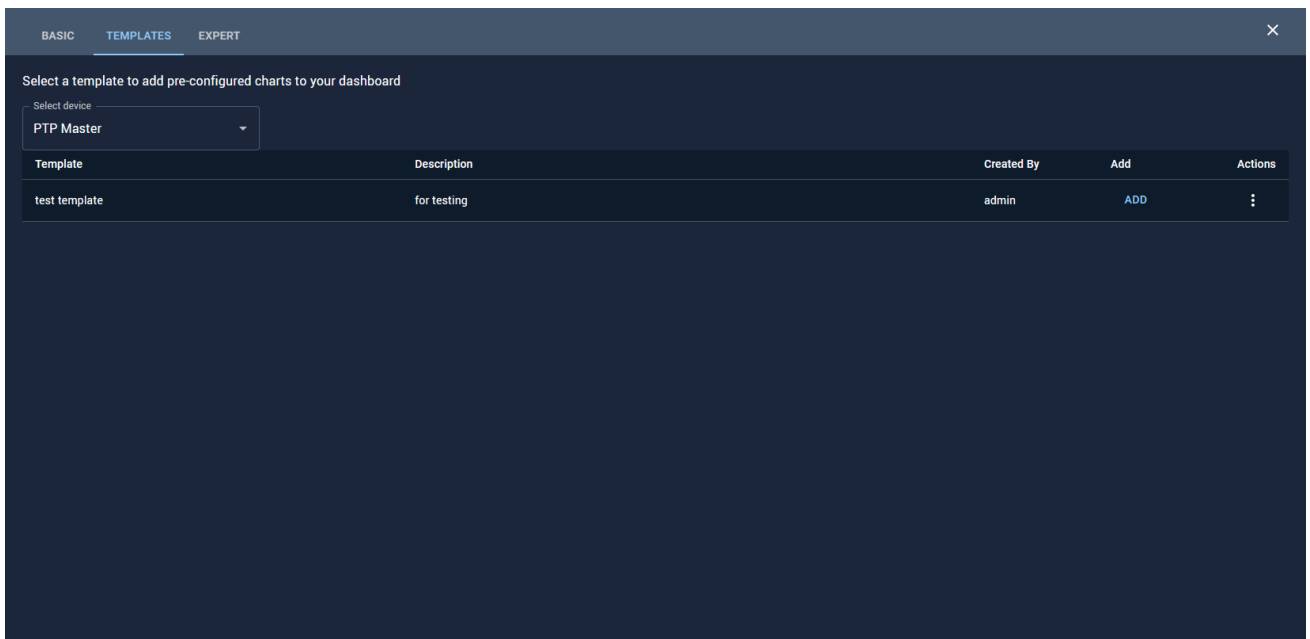 BASIC TEMPLATES EXPERT
Select a template to add pre-configured charts to your dashboard
Select device
PTP Master
Template Description Created By Add Actions
test template for testing admin ADD